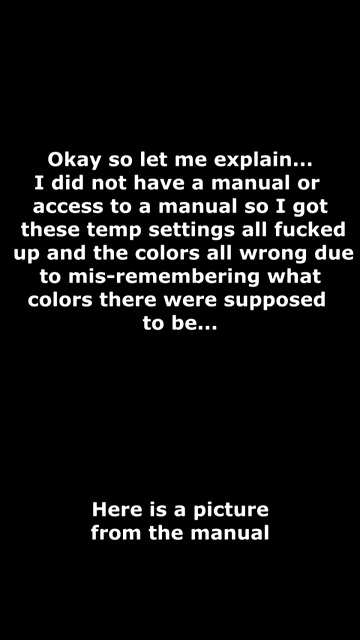 Okay so let me explain...
I did not have a manual or
access to a manual so I got
these temp settings all fucked
up and the colors all wrong due
to mis-remembering what
colors there were supposed
to be...
Here is a picture
from the manual